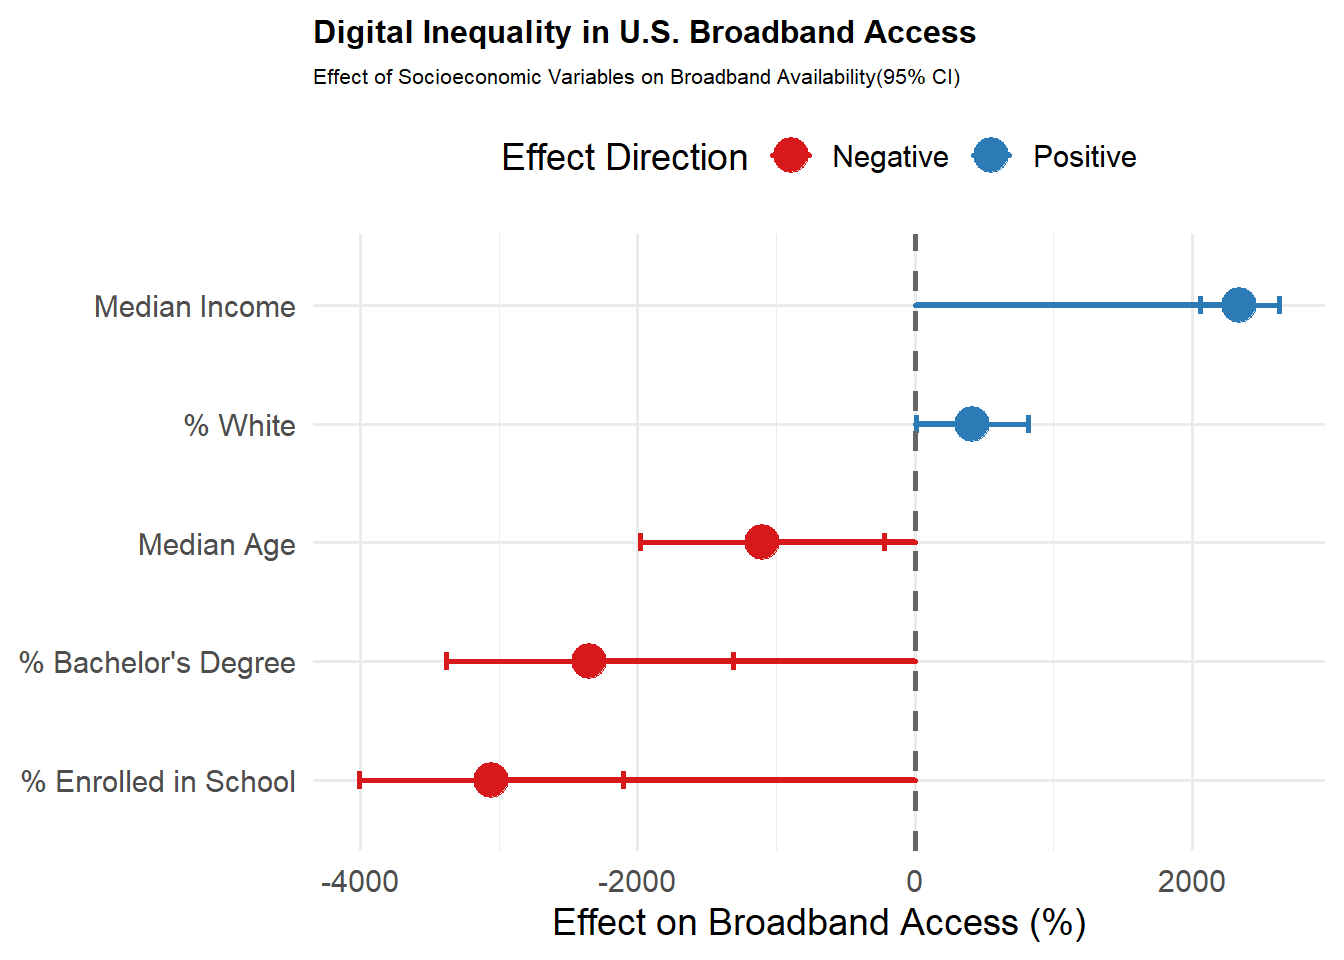 Digital Inequality in U.S. Broadband Access
Effect of Socioeconomic Variables on Broadband Availability(95% CI)
Effect Direction Negative Positive
Median Income
% White
Median Age
% Bachelor's Degree
% Enrolled in School
-4000 -2000 0 2000
Effect on Broadband Access (%)